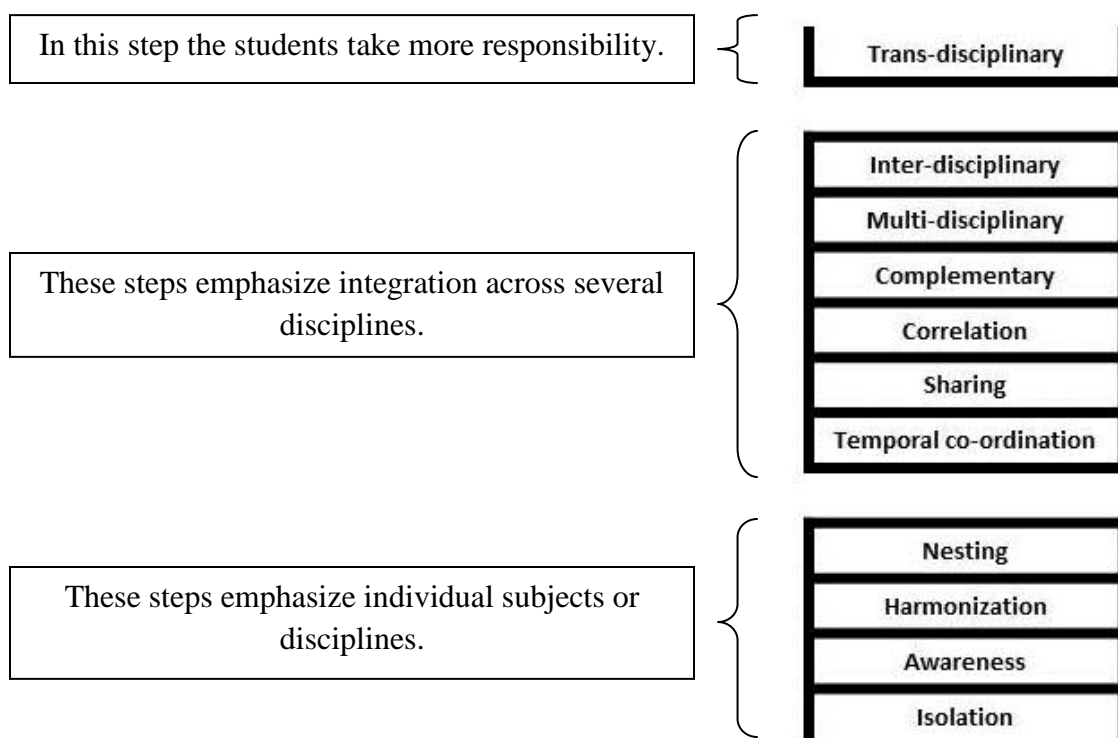 In this step the students take more responsibility.
Trans-disciplinary
These steps emphasize integration across several
disciplines.
Inter-disciplinary
Multi-disciplinary
Complementary
Correlation
Sharing
Temporal co-ordination
These steps emphasize individual subjects or
disciplines.
Nesting
Harmonization
Awareness
Isolation